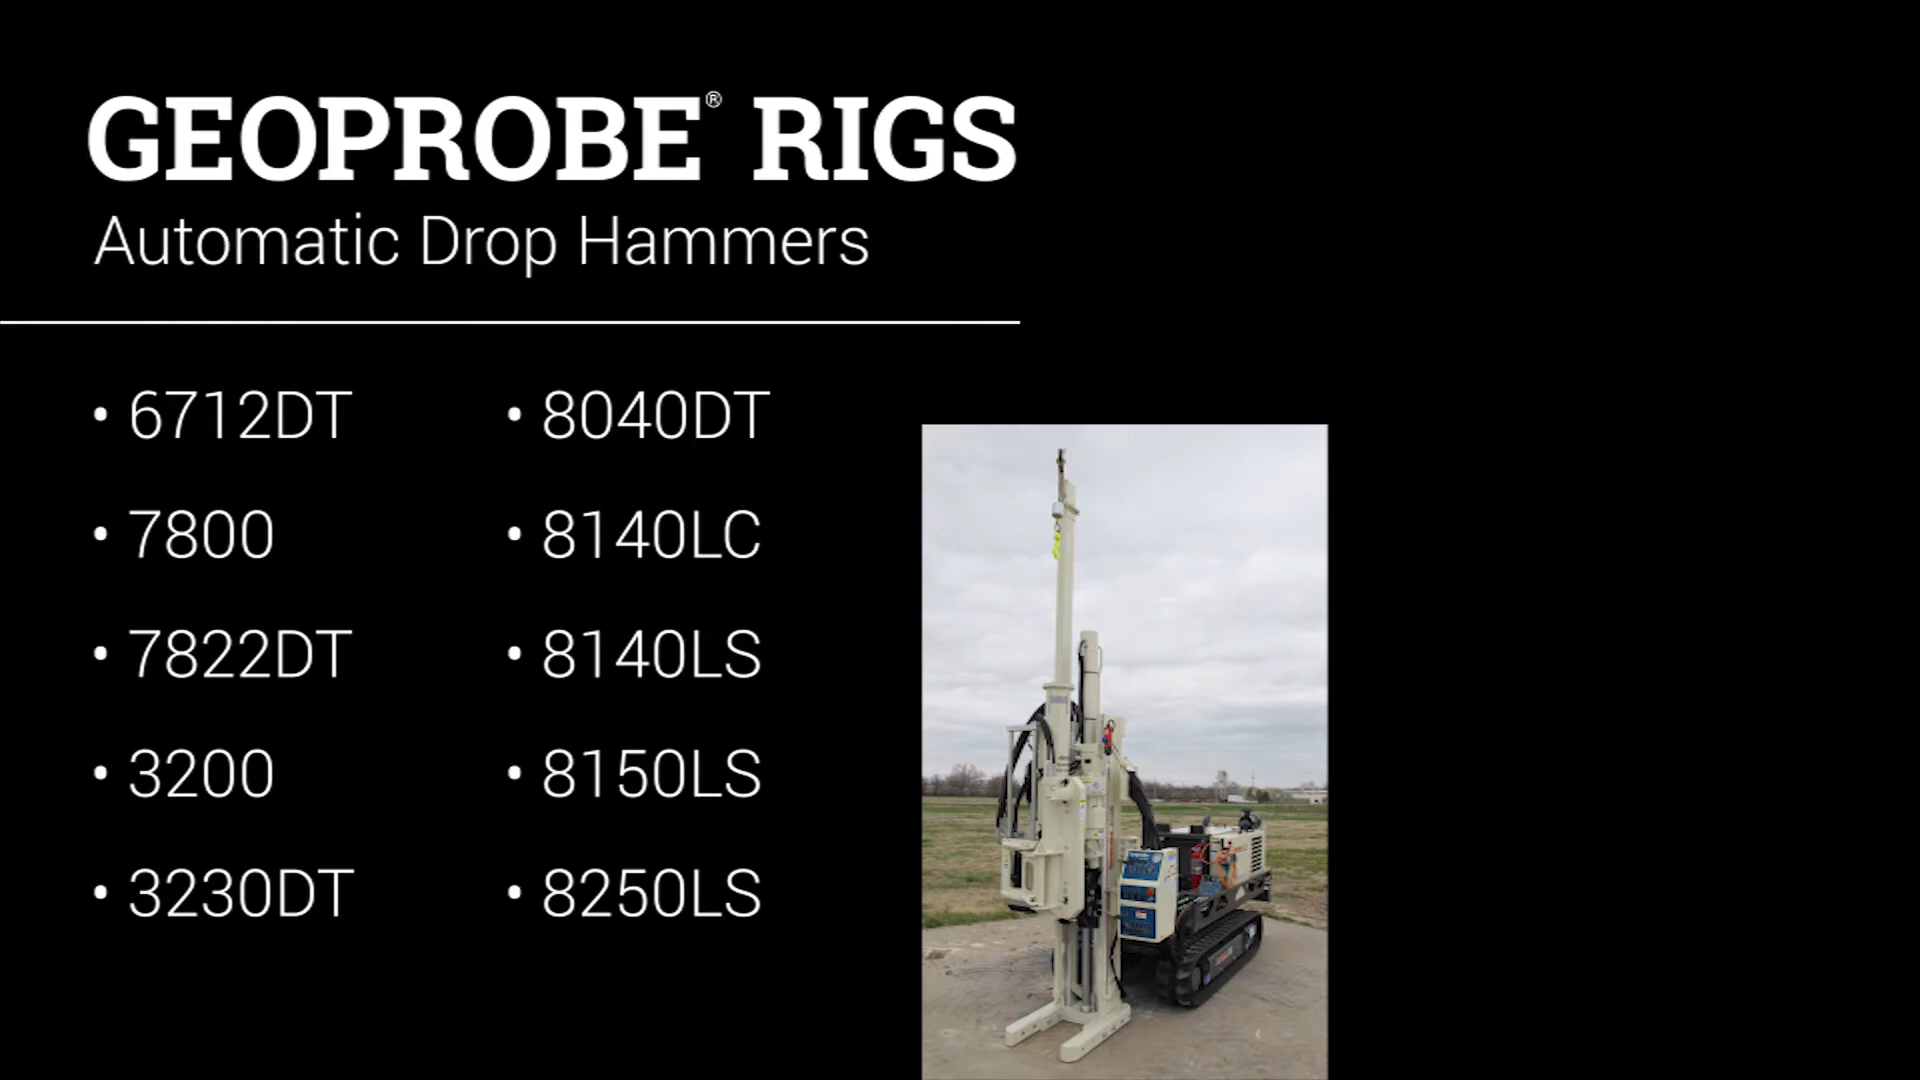 GEOPROBE® RIGS
Automatic Drop Hammers
• 6712DT
• 7800
• 7822DT
• 3200
• 3230DT
• 8040DT
• 8140LC
• 8140LS
• 8150LS
• 8250LS